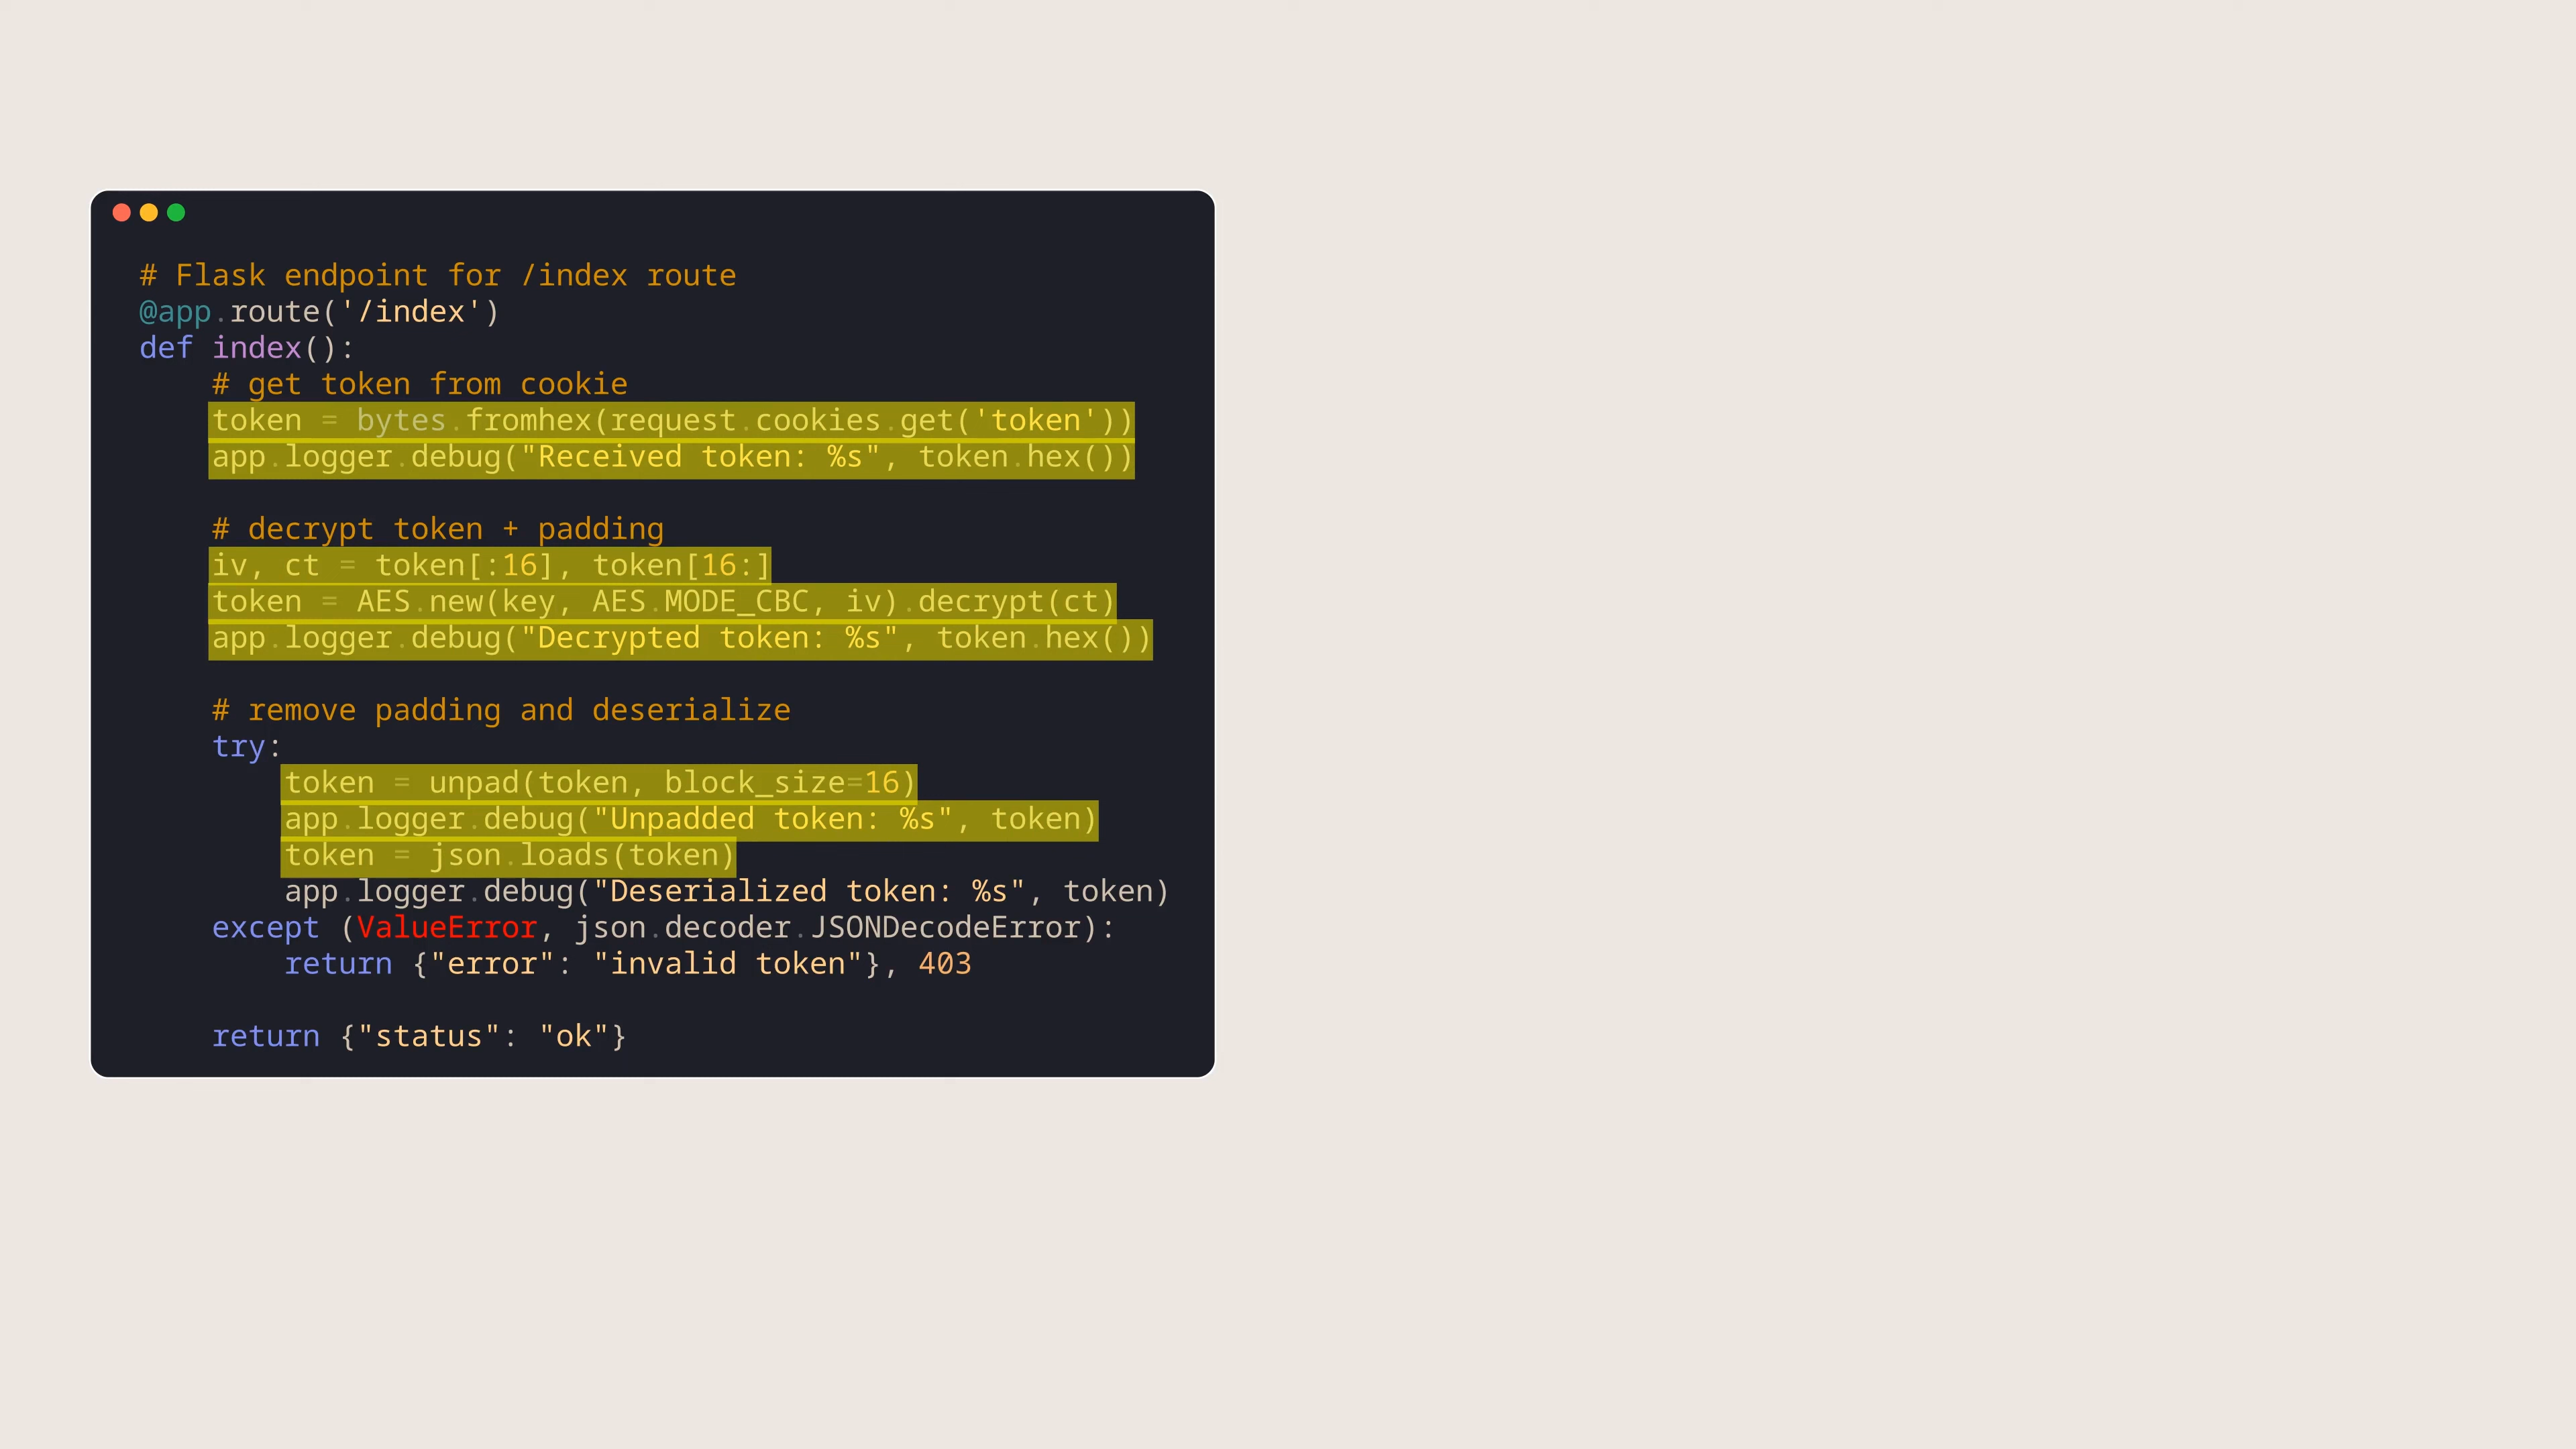 # Flask endpoint for /index route
@app.route('/index')
def index():
    # get token from cookie
    token = bytes.fromhex(request.cookies.get('token'))
    app.logger.debug("Received token: %s", token.hex())

    # decrypt token + padding
    iv, ct = token[:16], token[16:]
    token = AES.new(key, AES.MODE_CBC, iv).decrypt(ct)
    app.logger.debug("Decrypted token: %s", token.hex())

    # remove padding and deserialize
    try:
        token = unpad(token, block_size=16)
        app.logger.debug("Unpadded token: %s", token)
        token = json.loads(token)
        app.logger.debug("Deserialized token: %s", token)
    except (ValueError, json.decoder.JSONDecodeError):
        return {"error": "invalid token"}, 403

    return {"status": "ok"}